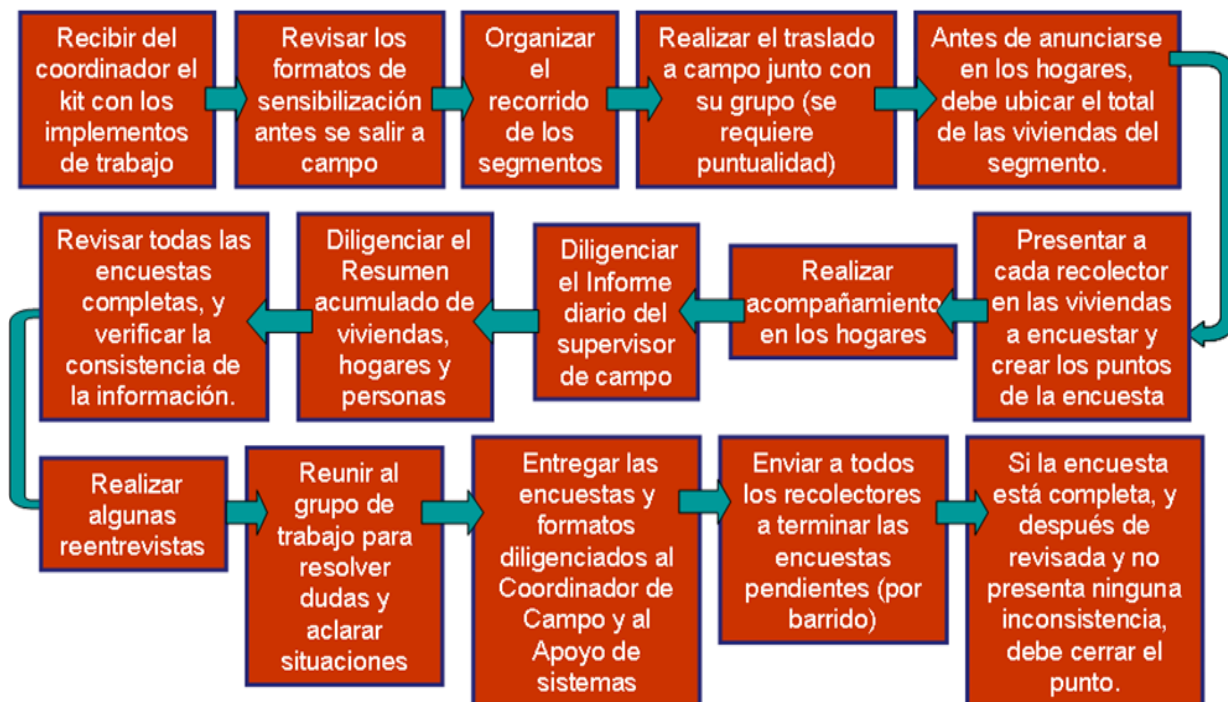 Recibir del
coordinador el
kit con los
implementos
de trabajo
Revisar los
formatos de
sensibilización
antes se salir a
campo
Organizar
el
recorrido
de los
segmentos
Realizar el traslado
a campo junto con
su grupo (se
requiere
puntualidad)
Antes de anunciarse
en los hogares,
debe ubicar el total
de las viviendas del
segmento.
Presentar a
cada recolector
en las viviendas
a encuestar y
crear los puntos
de la encuesta
Realizar
acompañamiento
en los hogares
Diligenciar
el Informe
diario del
supervisor
de campo
Diligenciar el
Resumen
acumulado de
viviendas,
hogares y
personas
Revisar todas las
encuestas
completas, y
verificar la
consistencia de
la información.
Realizar
algunas
reentrevistas
Reunir al
grupo de
trabajo para
resolver
dudas y
aclarar
situaciones
Entregar las
encuestas y
formatos
diligenciados al
Coordinador de
Campo y al
Apoyo de
sistemas
Enviar a todos
los recolectores
a terminar las
encuestas
pendientes (por
barrido)
Si la encuesta
está completa, y
después de
revisada y no
presenta ninguna
inconsistencia,
debe cerrar el
punto.